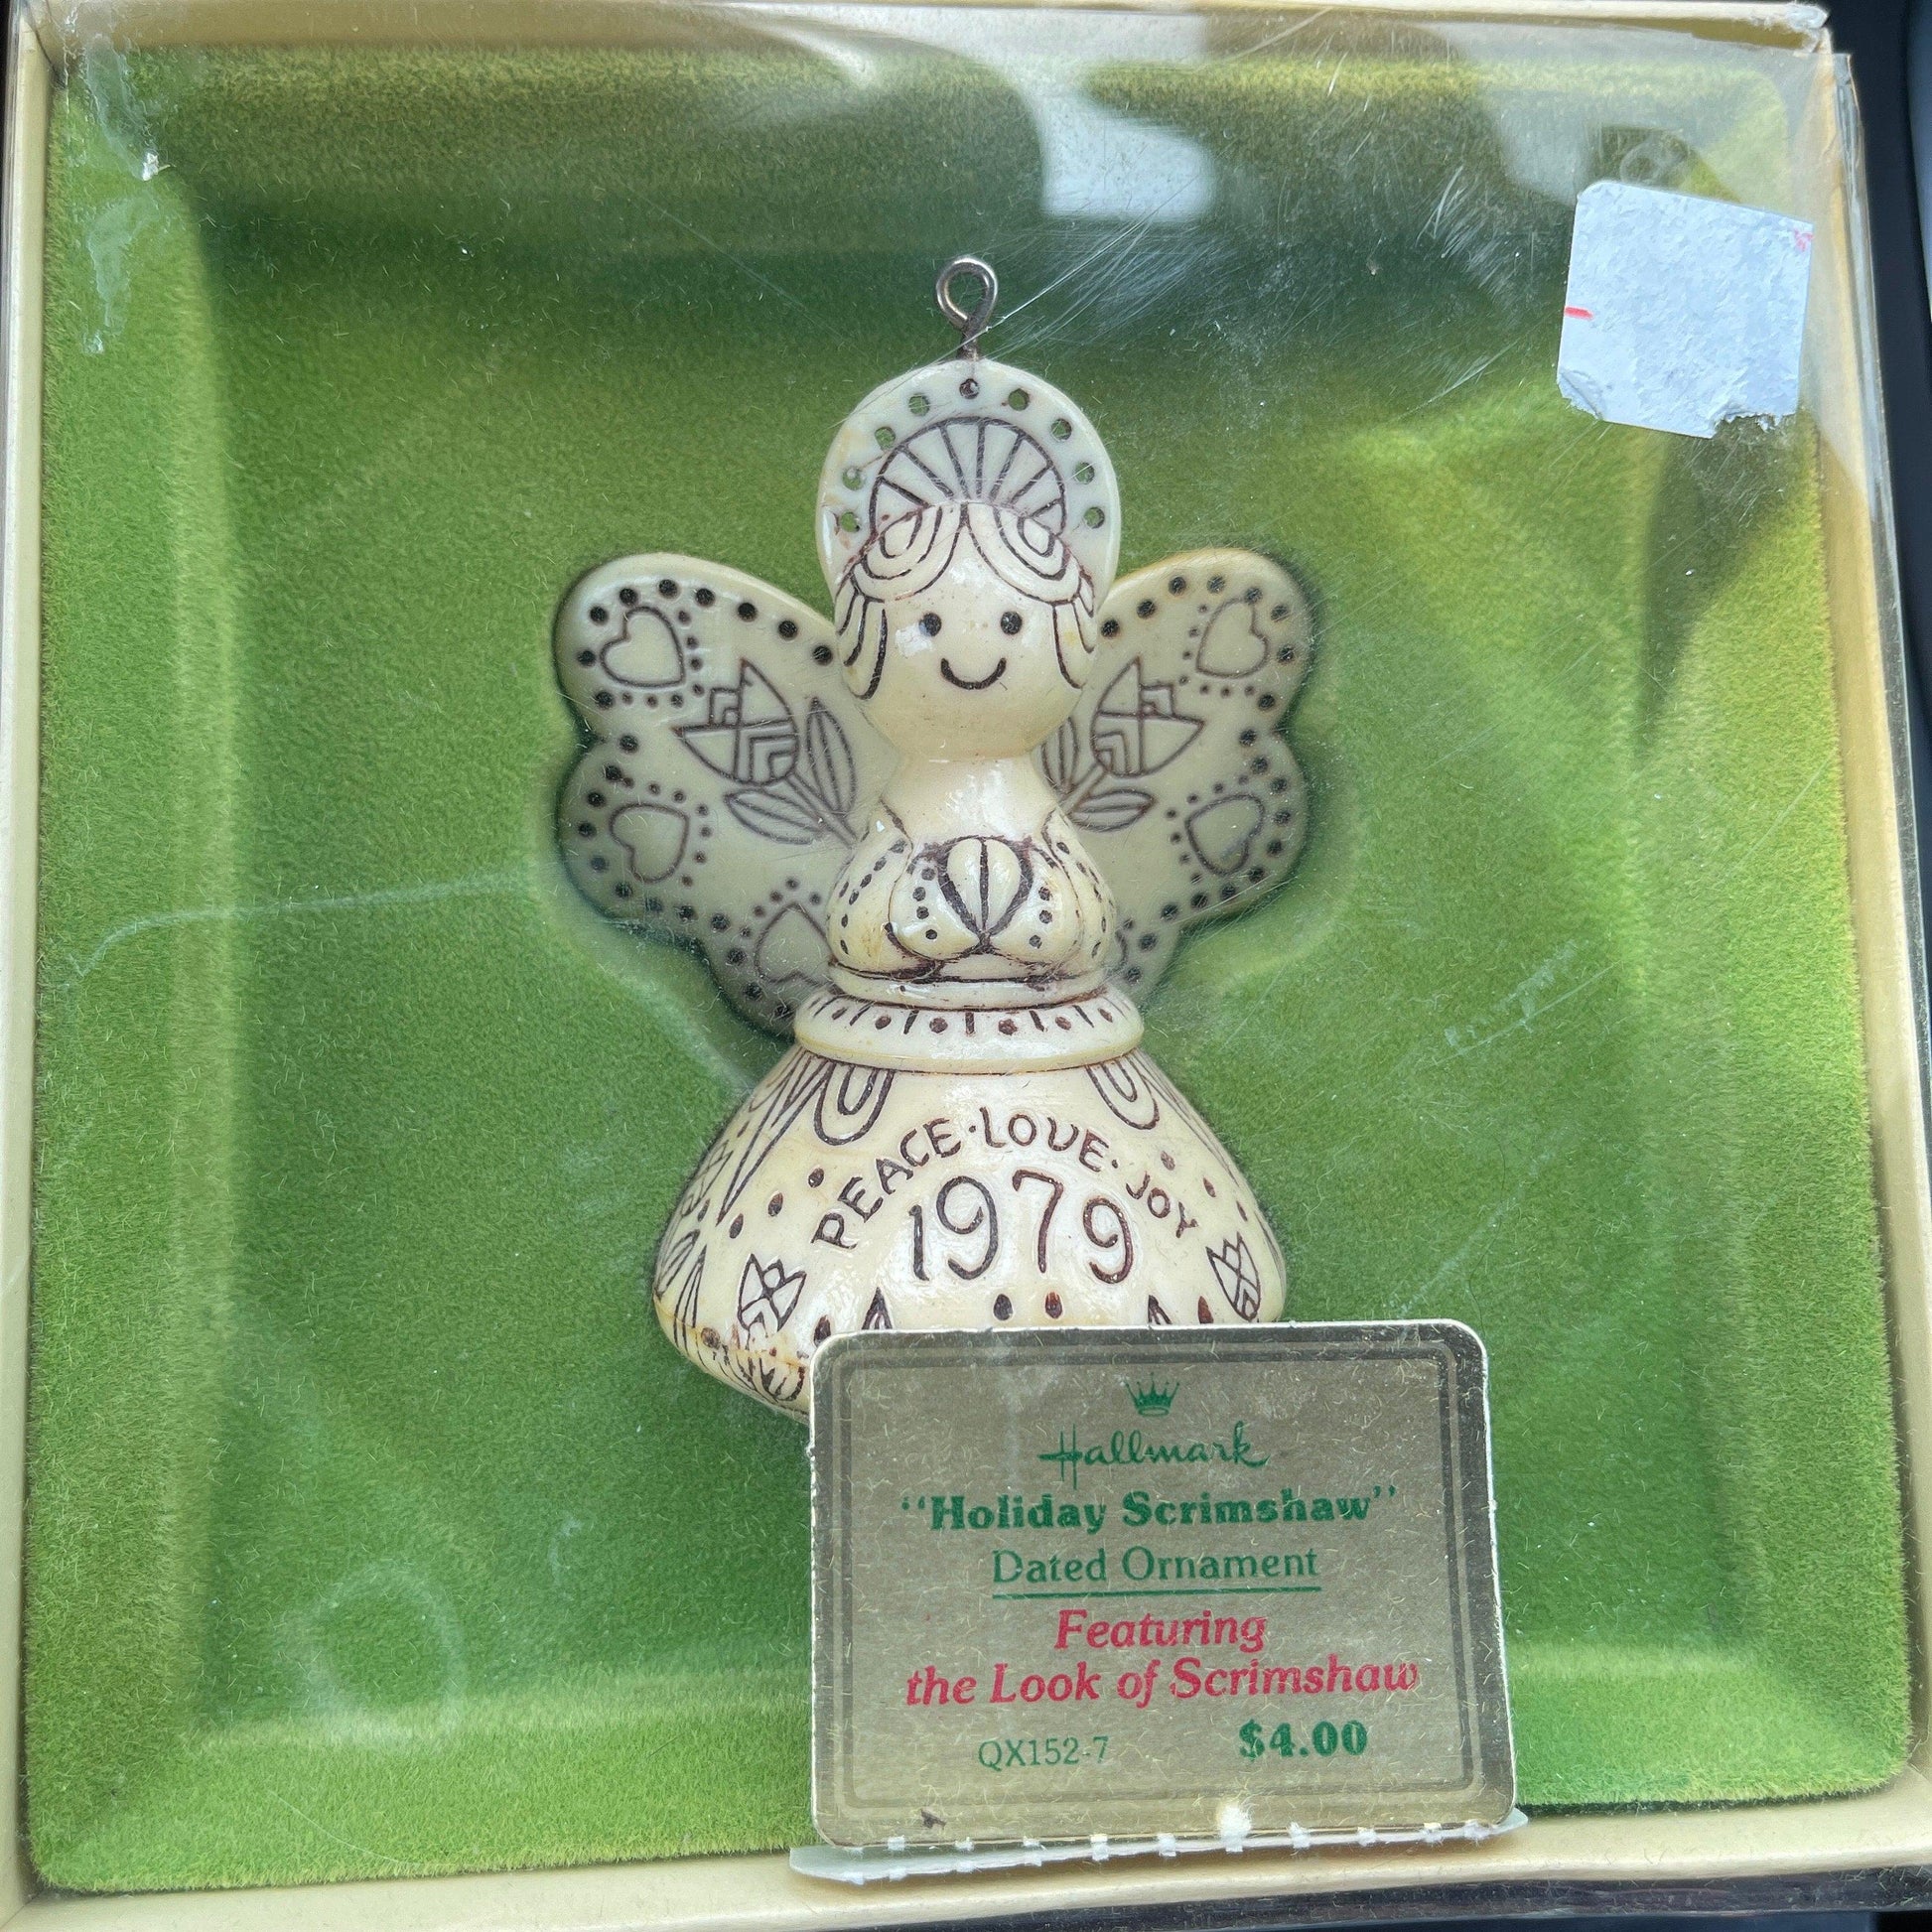 PEACE·LOVE·JOY
1979
Hallmark
“Holiday Scrimshaw”
Dated Ornament
Featuring
the Look of Scrimshaw
QX152-7 $4.00